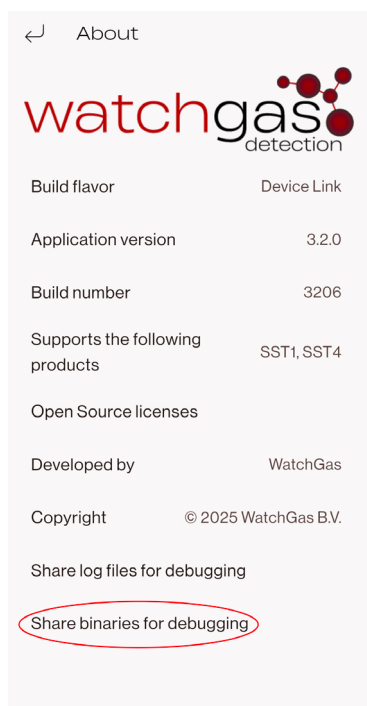 About
watchgas
detection
Build flavor Device Link
Application version 3.2.0
Build number 3206
Supports the following
products SST1, SST4
Open Source licenses
Developed by WatchGas
Copyright © 2025 WatchGas B.V.
Share log files for debugging
Share binaries for debugging